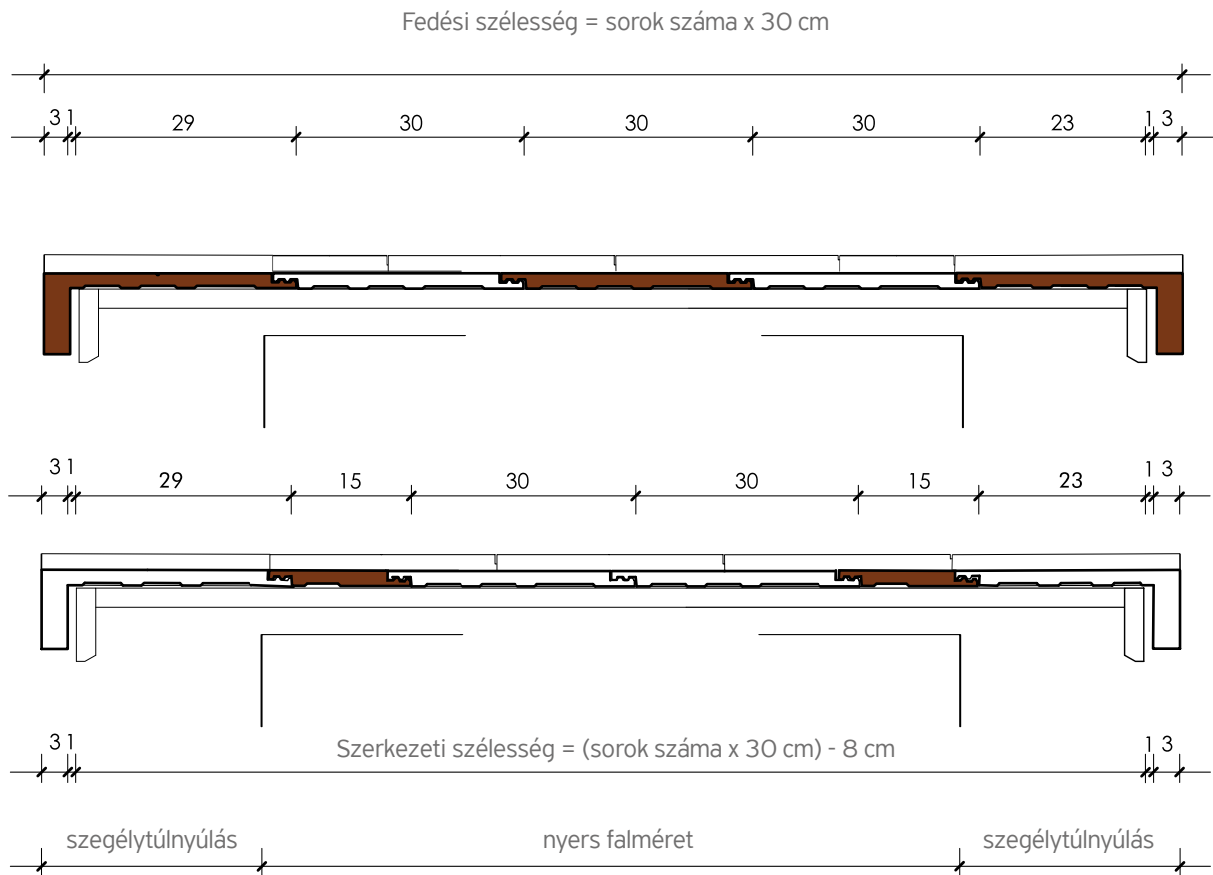 Fedési szélesség = sorok száma x 30 cm
3 1 29 30 30 30 23 1 3
3 1 29 15 30 30 15 23 1 3
3 1 Szerkezeti szélesség = (sorok száma x 30 cm) - 8 cm 1 3
szegélytúlnyúlás nyers falméret szegélytúlnyúlás